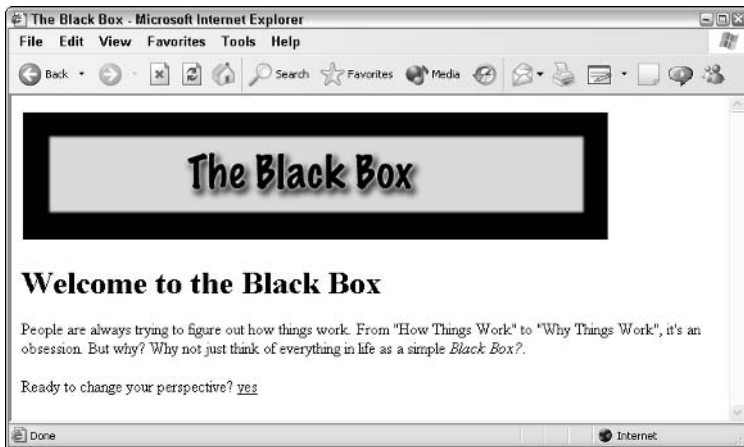 The Black Box - Microsoft Internet Explorer
File Edit View Favorites Tools Help
Back Search Favorites Media
The Black Box
Welcome to the Black Box
People are always trying to figure out how things work. From "How Things Work" to "Why Things Work", it's an
obsession. But why? Why not just think of everything in life as a simple Black Box?.
Ready to change your perspective? yes
Done Internet